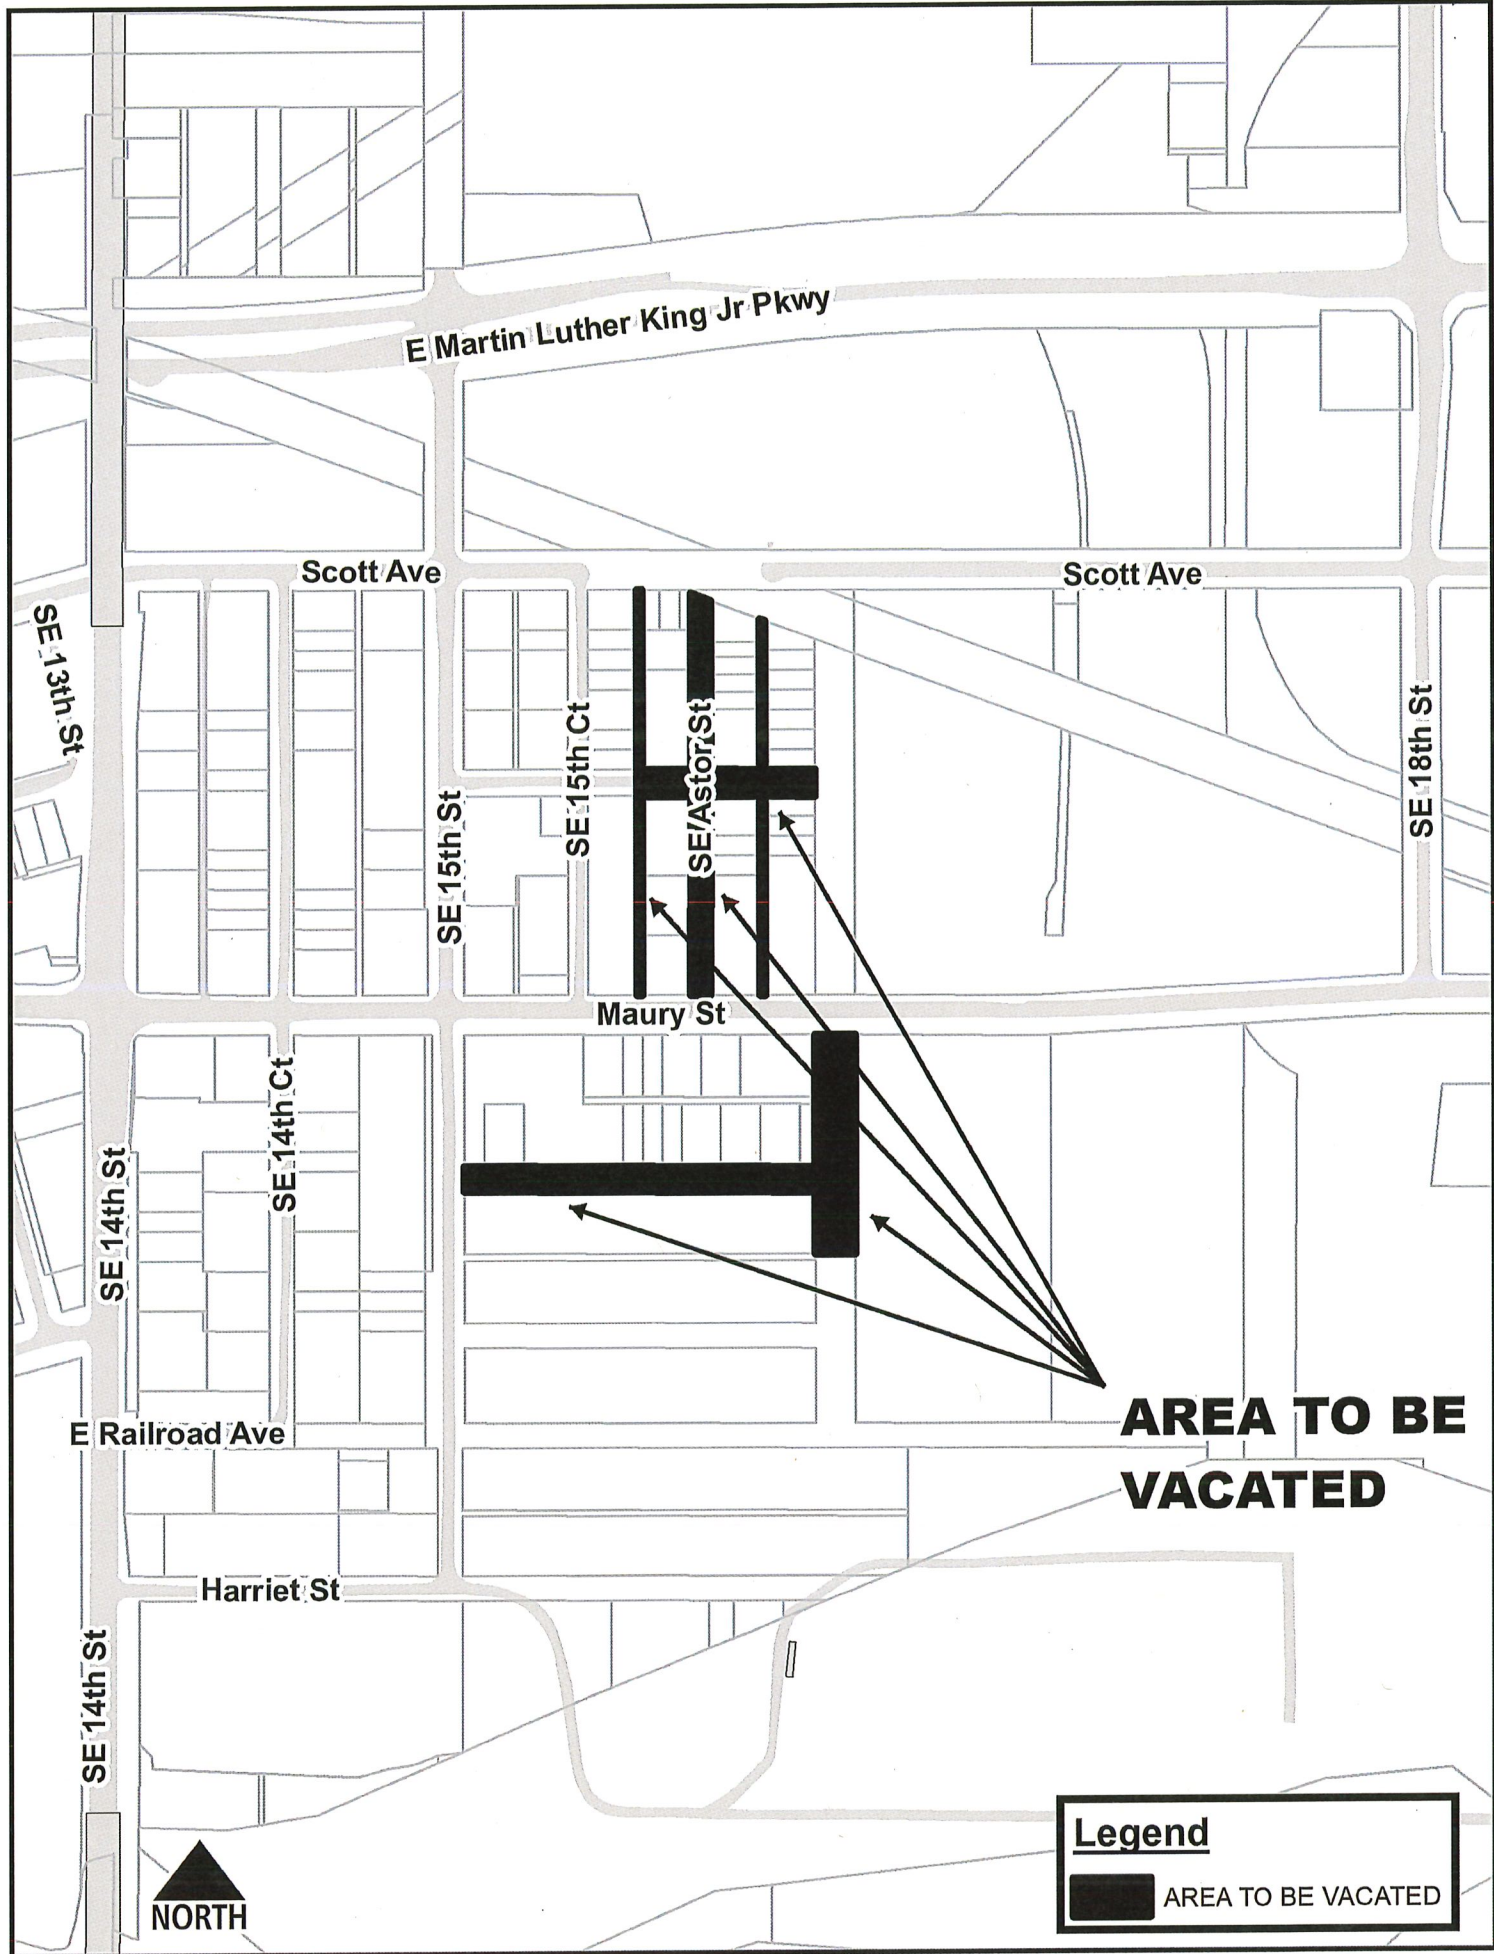 E Martin Luther King Jr Pkwy
Scott Ave
Scott Ave
SE 13th St
SE 15th Ct
SE Astor St
SE 18th St
SE 15th St
Maury St
SE 14th Ct
SE 14th St
AREA TO BE
VACATED
E Railroad Ave
Harriet St
SE 14th St
Legend
AREA TO BE VACATED
NORTH